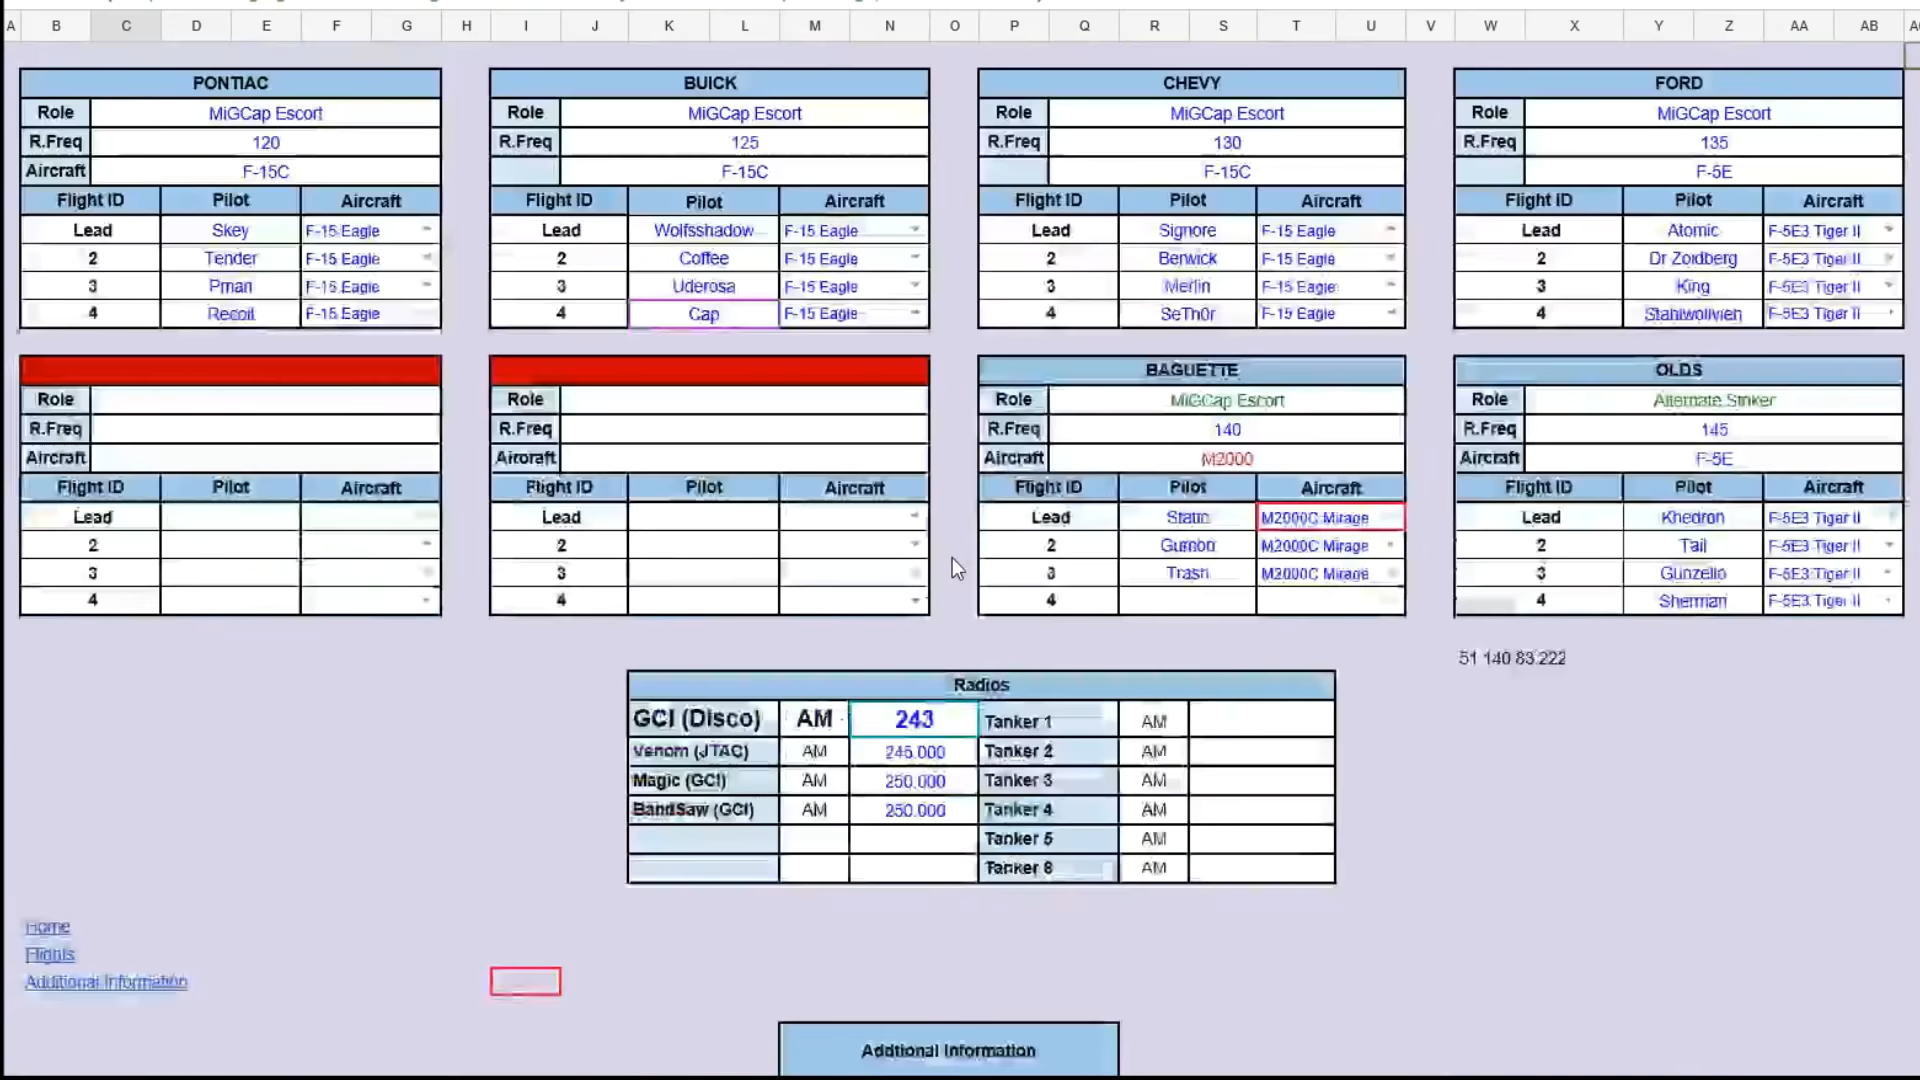 A B C D E F G H I J K L M N O P Q R S T U V W X Y Z AA AB
PONTIAC
Role MiGCap Escort
R.Freq 120
Aircraft F-15C
Flight ID Pilot Aircraft
Lead Skey F-15 Eagle
2 Tender F-15 Eagle
3 Pman F-15 Eagle
4 Recoil F-15 Eagle
BUICK
Role MiGCap Escort
R.Freq 125
F-15C
Flight ID Pilot Aircraft
Lead Wolfsshadow F-15 Eagle
2 Coffee F-15 Eagle
3 Uderosa F-15 Eagle
4 Cap F-15 Eagle
CHEVY
Role MiGCap Escort
R.Freq 130
F-15C
Flight ID Pilot Aircraft
Lead Signore F-15 Eagle
2 Berwick F-15 Eagle
3 Merlin F-15 Eagle
4 SeTh0r F-15 Eagle
FORD
Role MiGCap Escort
R.Freq 135
F-5E
Flight ID Pilot Aircraft
Lead Atomic F-5E3 Tiger II
2 Dr Zoidberg F-5E3 Tiger II
3 King F-5E3 Tiger II
4 F-5E3 Tiger II
Role
R.Freq
Aircraft
Flight ID Pilot Aircraft
Lead
2
3
4
Role
R.Freq
Aircraft
Flight ID Pilot Aircraft
Lead
2
3
4
BAGUETTE
Role MiGCap Escort
R.Freq 140
Aircraft M2000
Flight ID Pilot Aircraft
Lead Static M2000C Mirage
2 Gumbo M2000C Mirage
3 Trash M2000C Mirage
4
OLDS
Role Alternate Striker
R.Freq 145
Aircraft F-5E
Flight ID Pilot Aircraft
Lead Khedron F-5E3 Tiger II
2 Tail F-5E3 Tiger II
3 Gunzello F-5E3 Tiger II
4 Sherman F-5E3 Tiger II
51 140 83.222
Radios
GCI (Disco) AM 243 Tanker 1 AM
Venom (JTAC) AM 245.000 Tanker 2 AM
Magic (GCI) AM 250.000 Tanker 3 AM
BandSaw (GCI) AM 250.000 Tanker 4 AM
Tanker 5 AM
Tanker 6 AM
Home
Flights
Additional Information
Addtional Information